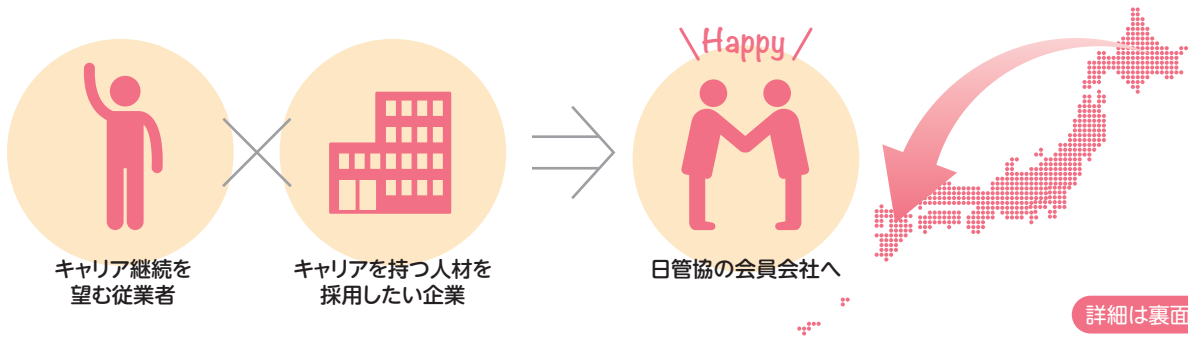 Happy
キャリア継続を
望む従業者
キャリアを持つ人材を
採用したい企業
日管協の会員会社へ
詳細は裏面